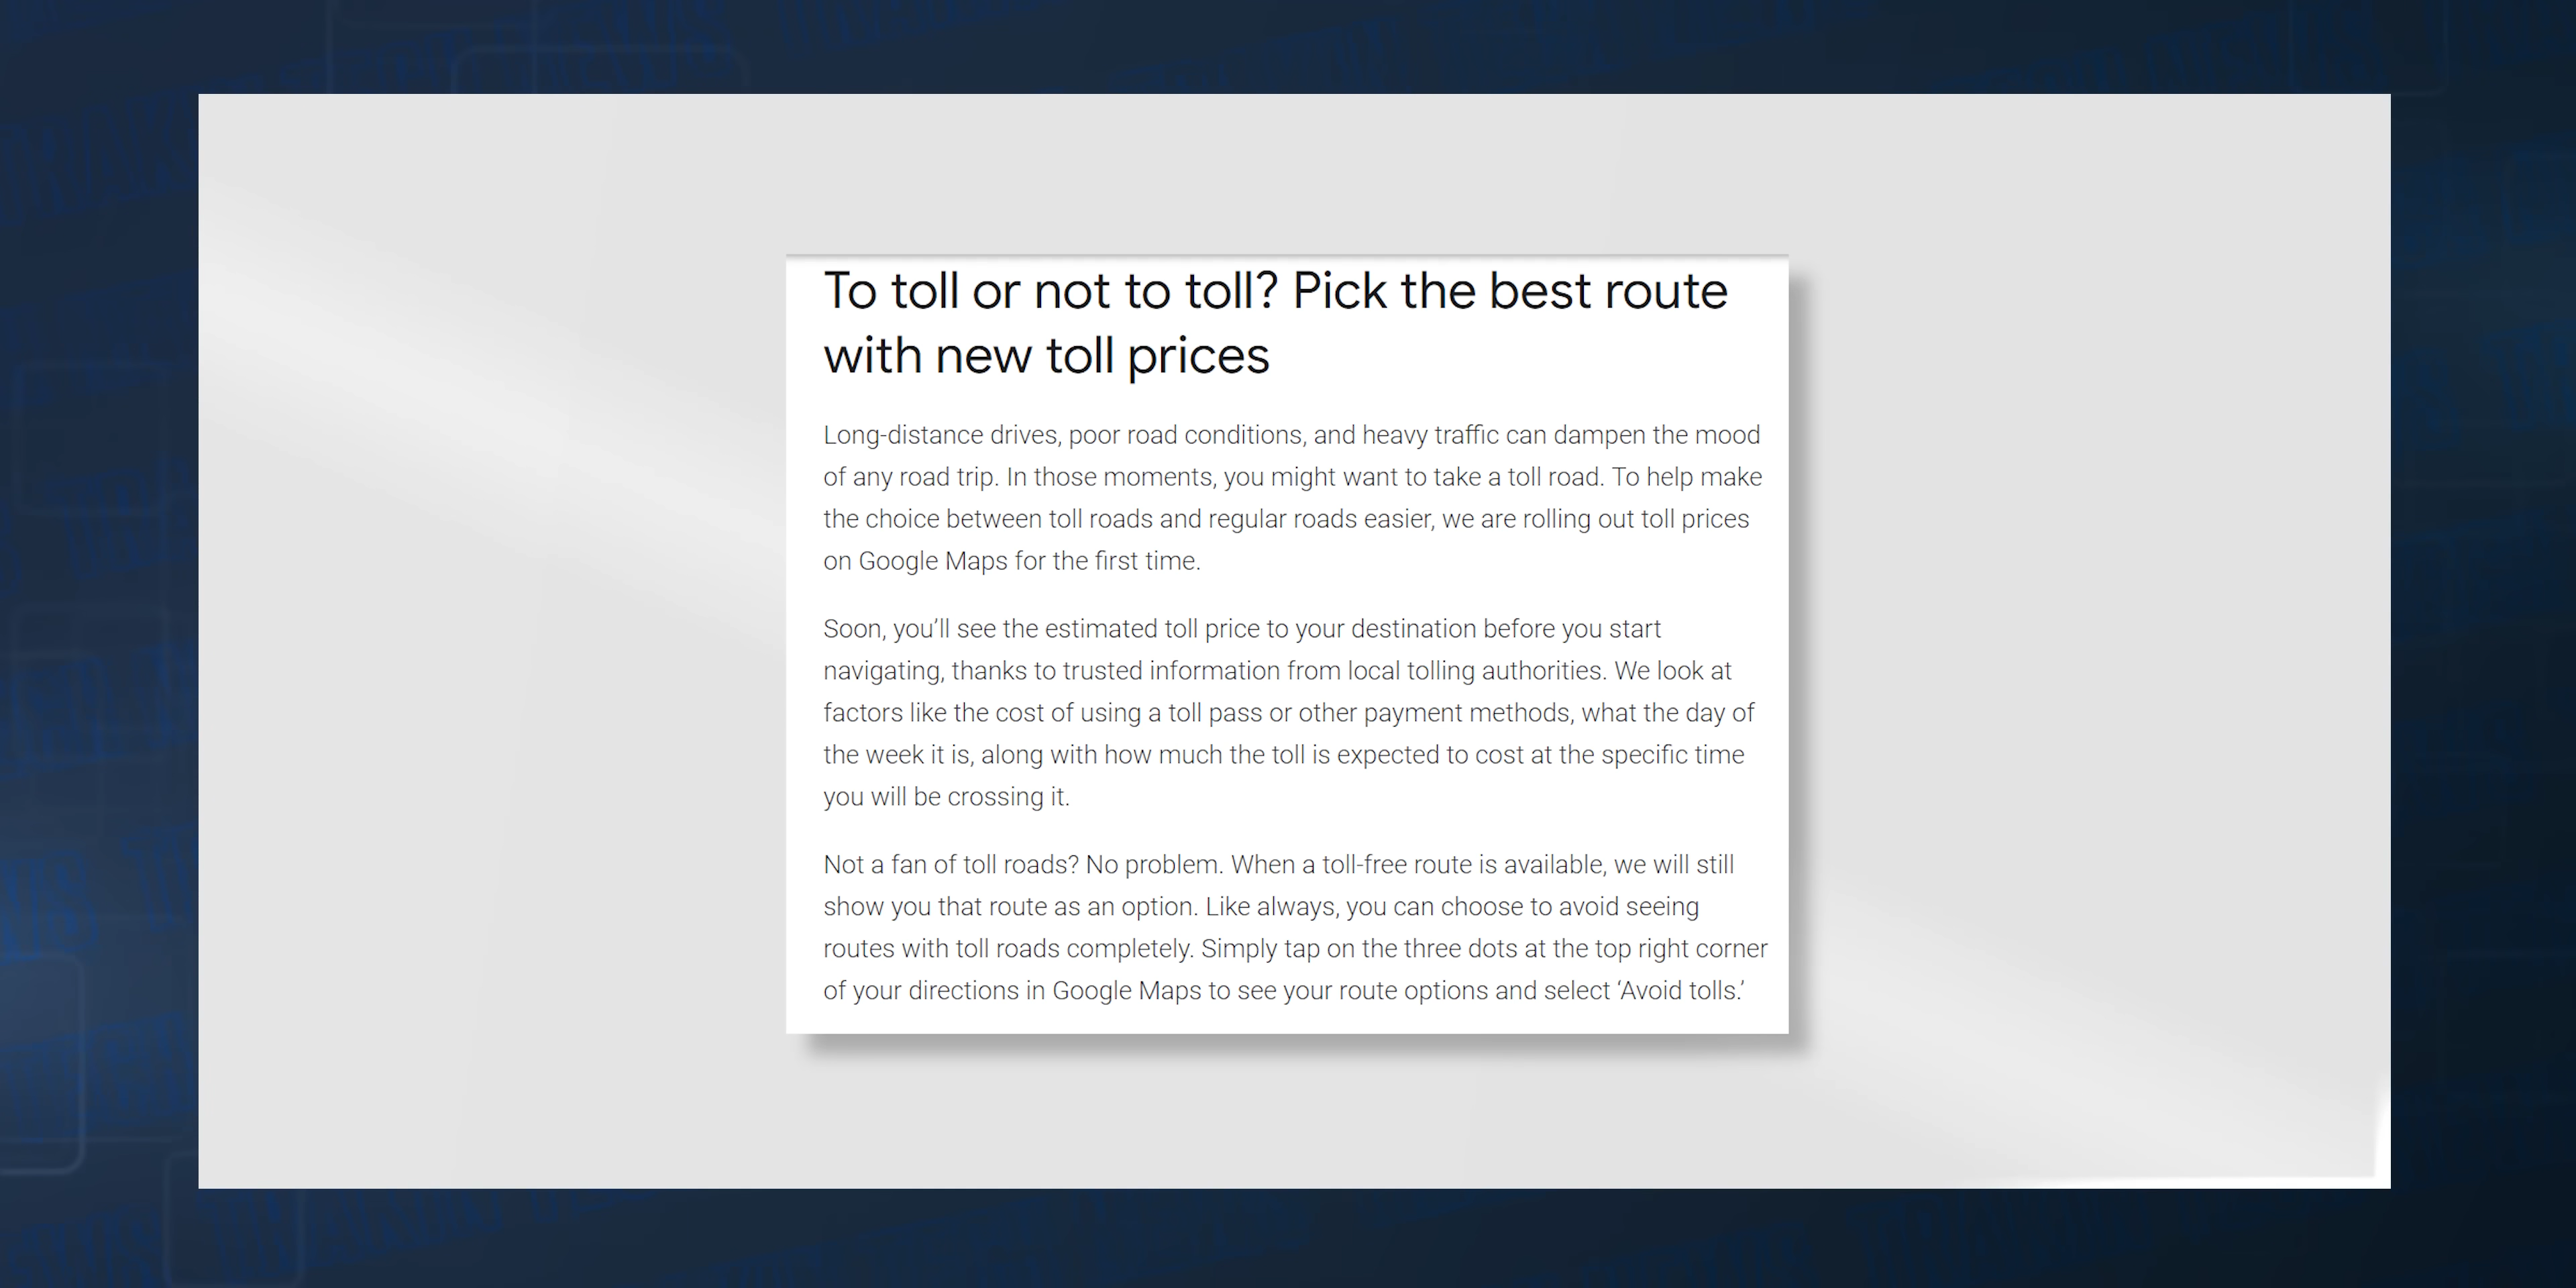 To toll or not to toll? Pick the best route
with new toll prices
Long-distance drives, poor road conditions, and heavy traffic can dampen the mood
of any road trip. In those moments, you might want to take a toll road. To help make
the choice between toll roads and regular roads easier, we are rolling out toll prices
on Google Maps for the first time.
Soon, you’ll see the estimated toll price to your destination before you start
navigating, thanks to trusted information from local tolling authorities. We look at
factors like the cost of using a toll pass or other payment methods, what the day of
the week it is, along with how much the toll is expected to cost at the specific time
you will be crossing it.
Not a fan of toll roads? No problem. When a toll-free route is available, we will still
show you that route as an option. Like always, you can choose to avoid seeing
routes with toll roads completely. Simply tap on the three dots at the top right corner
of your directions in Google Maps to see your route options and select ‘Avoid tolls.’